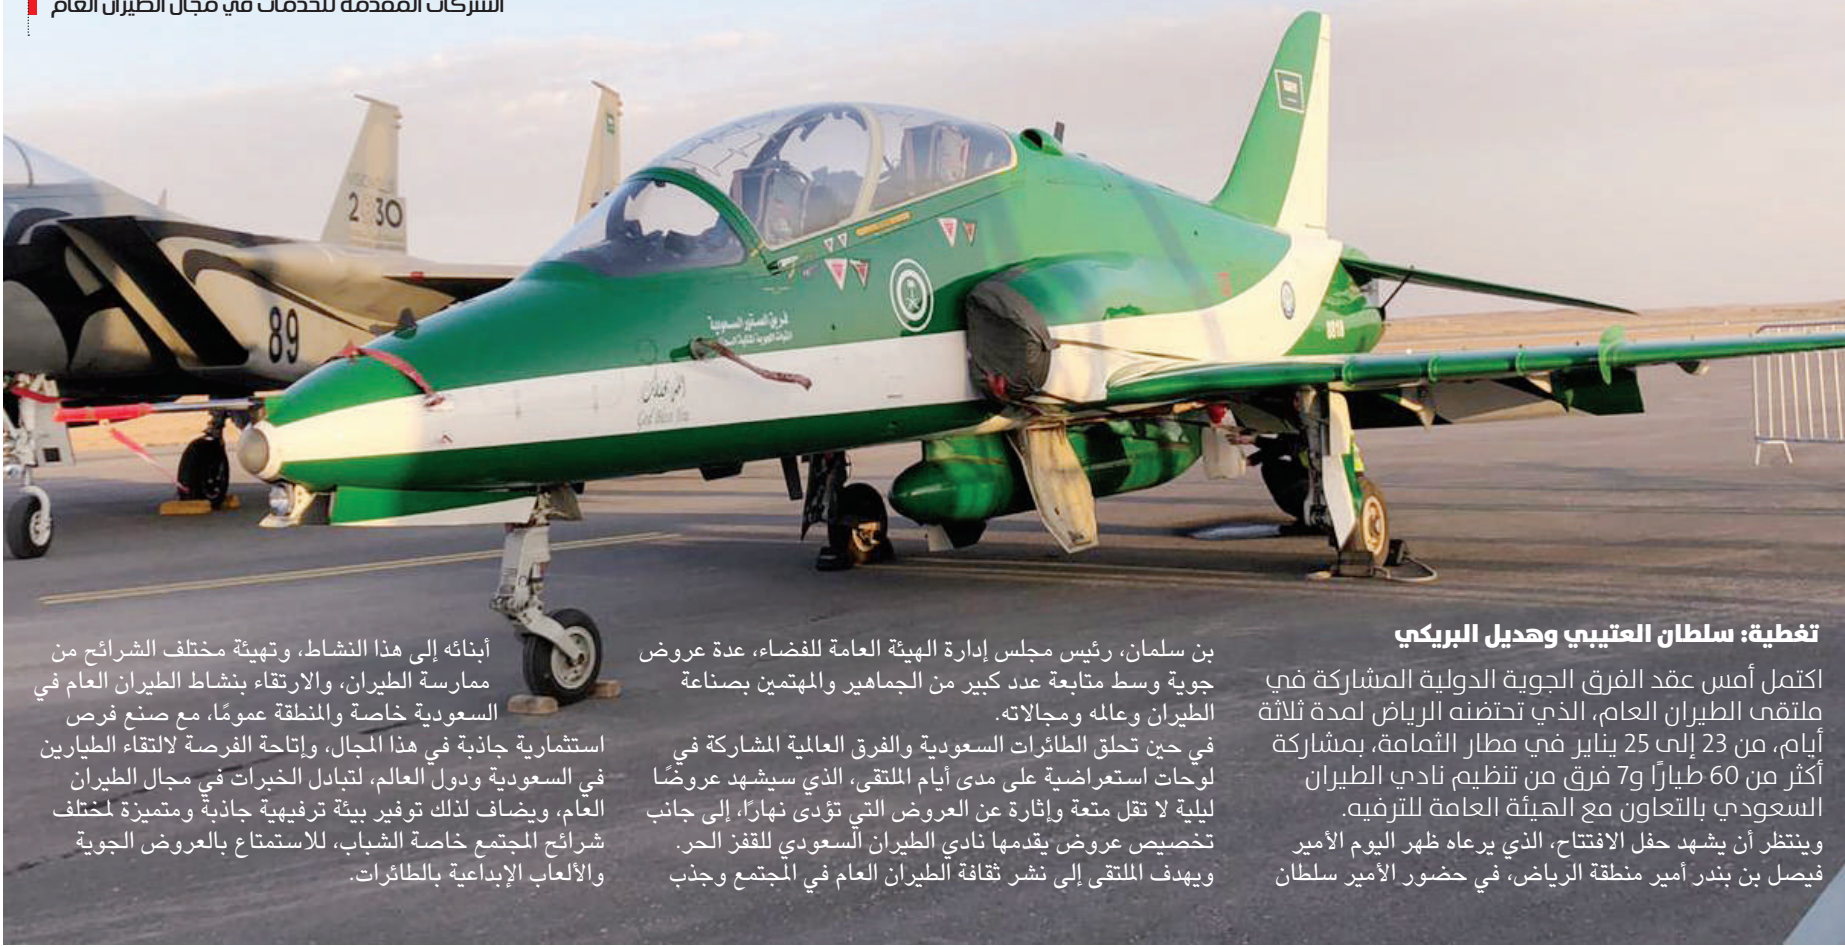 الشركات المقدمة للخدمات في مجال الطيران العام
2030
89
فريق الصقور السعودية
God Bless You
8818
تغطية: سلطان العتيبي وهديل البريكي
اكتمل أمس عقد الفرق الجوية الدولية المشاركة في
ملتقى الطيران العام، الذي تحتضنه الرياض لمدة ثلاثة
أيام، من 23 إلى 25 يناير في مطار الثمامة، بمشاركة
أكثر من 60 طيارًا و7 فرق من تنظيم نادي الطيران
السعودي بالتعاون مع الهيئة العامة للترفيه.
وينتظر أن يشهد حفل الافتتاح، الذي يرعاه ظهر اليوم الأمير
فيصل بن بندر أمير منطقة الرياض، في حضور الأمير سلطان
بن سلمان، رئيس مجلس إدارة الهيئة العامة للفضاء، عدة عروض
جوية وسط متابعة عدد كبير من الجماهير والمهتمين بصناعة
الطيران وعالمه ومجالاته.
في حين تحلق الطائرات السعودية والفرق العالمية المشاركة في
لوحات استعراضية على مدى أيام الملتقى، الذي سيشهد عروضًا
ليلية لا تقل متعة وإثارة عن العروض التي تؤدى نهارًا، إلى جانب
تخصيص عروض يقدمها نادي الطيران السعودي للقفز الحر.
ويهدف الملتقى إلى نشر ثقافة الطيران العام في المجتمع وجذب
أبنائه إلى هذا النشاط، وتهيئة مختلف الشرائح من
ممارسة الطيران، والارتقاء بنشاط الطيران العام في
السعودية خاصة والمنطقة عمومًا، مع صنع فرص
استثمارية جاذبة في هذا المجال، وإتاحة الفرصة لالتقاء الطيارين
في السعودية ودول العالم، لتبادل الخبرات في مجال الطيران
العام، ويضاف لذلك توفير بيئة ترفيهية جاذبة ومتميزة لمختلف
شرائح المجتمع خاصة الشباب، للاستمتاع بالعروض الجوية
والألعاب الإبداعية بالطائرات.